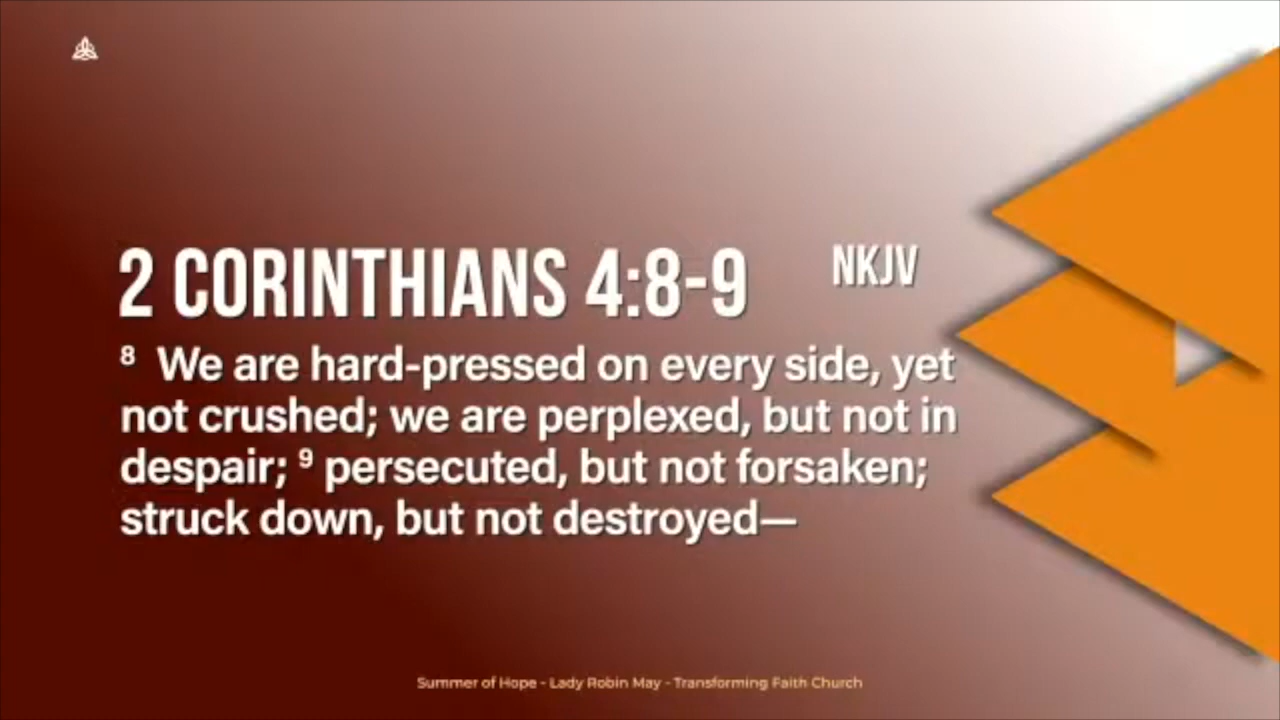 2 CORINTHIANS 4:8-9 NKJV
⁸ We are hard-pressed on every side, yet
not crushed; we are perplexed, but not in
despair; ⁹ persecuted, but not forsaken;
struck down, but not destroyed—
Summer of Hope - Lady Robin May - Transforming Faith Church